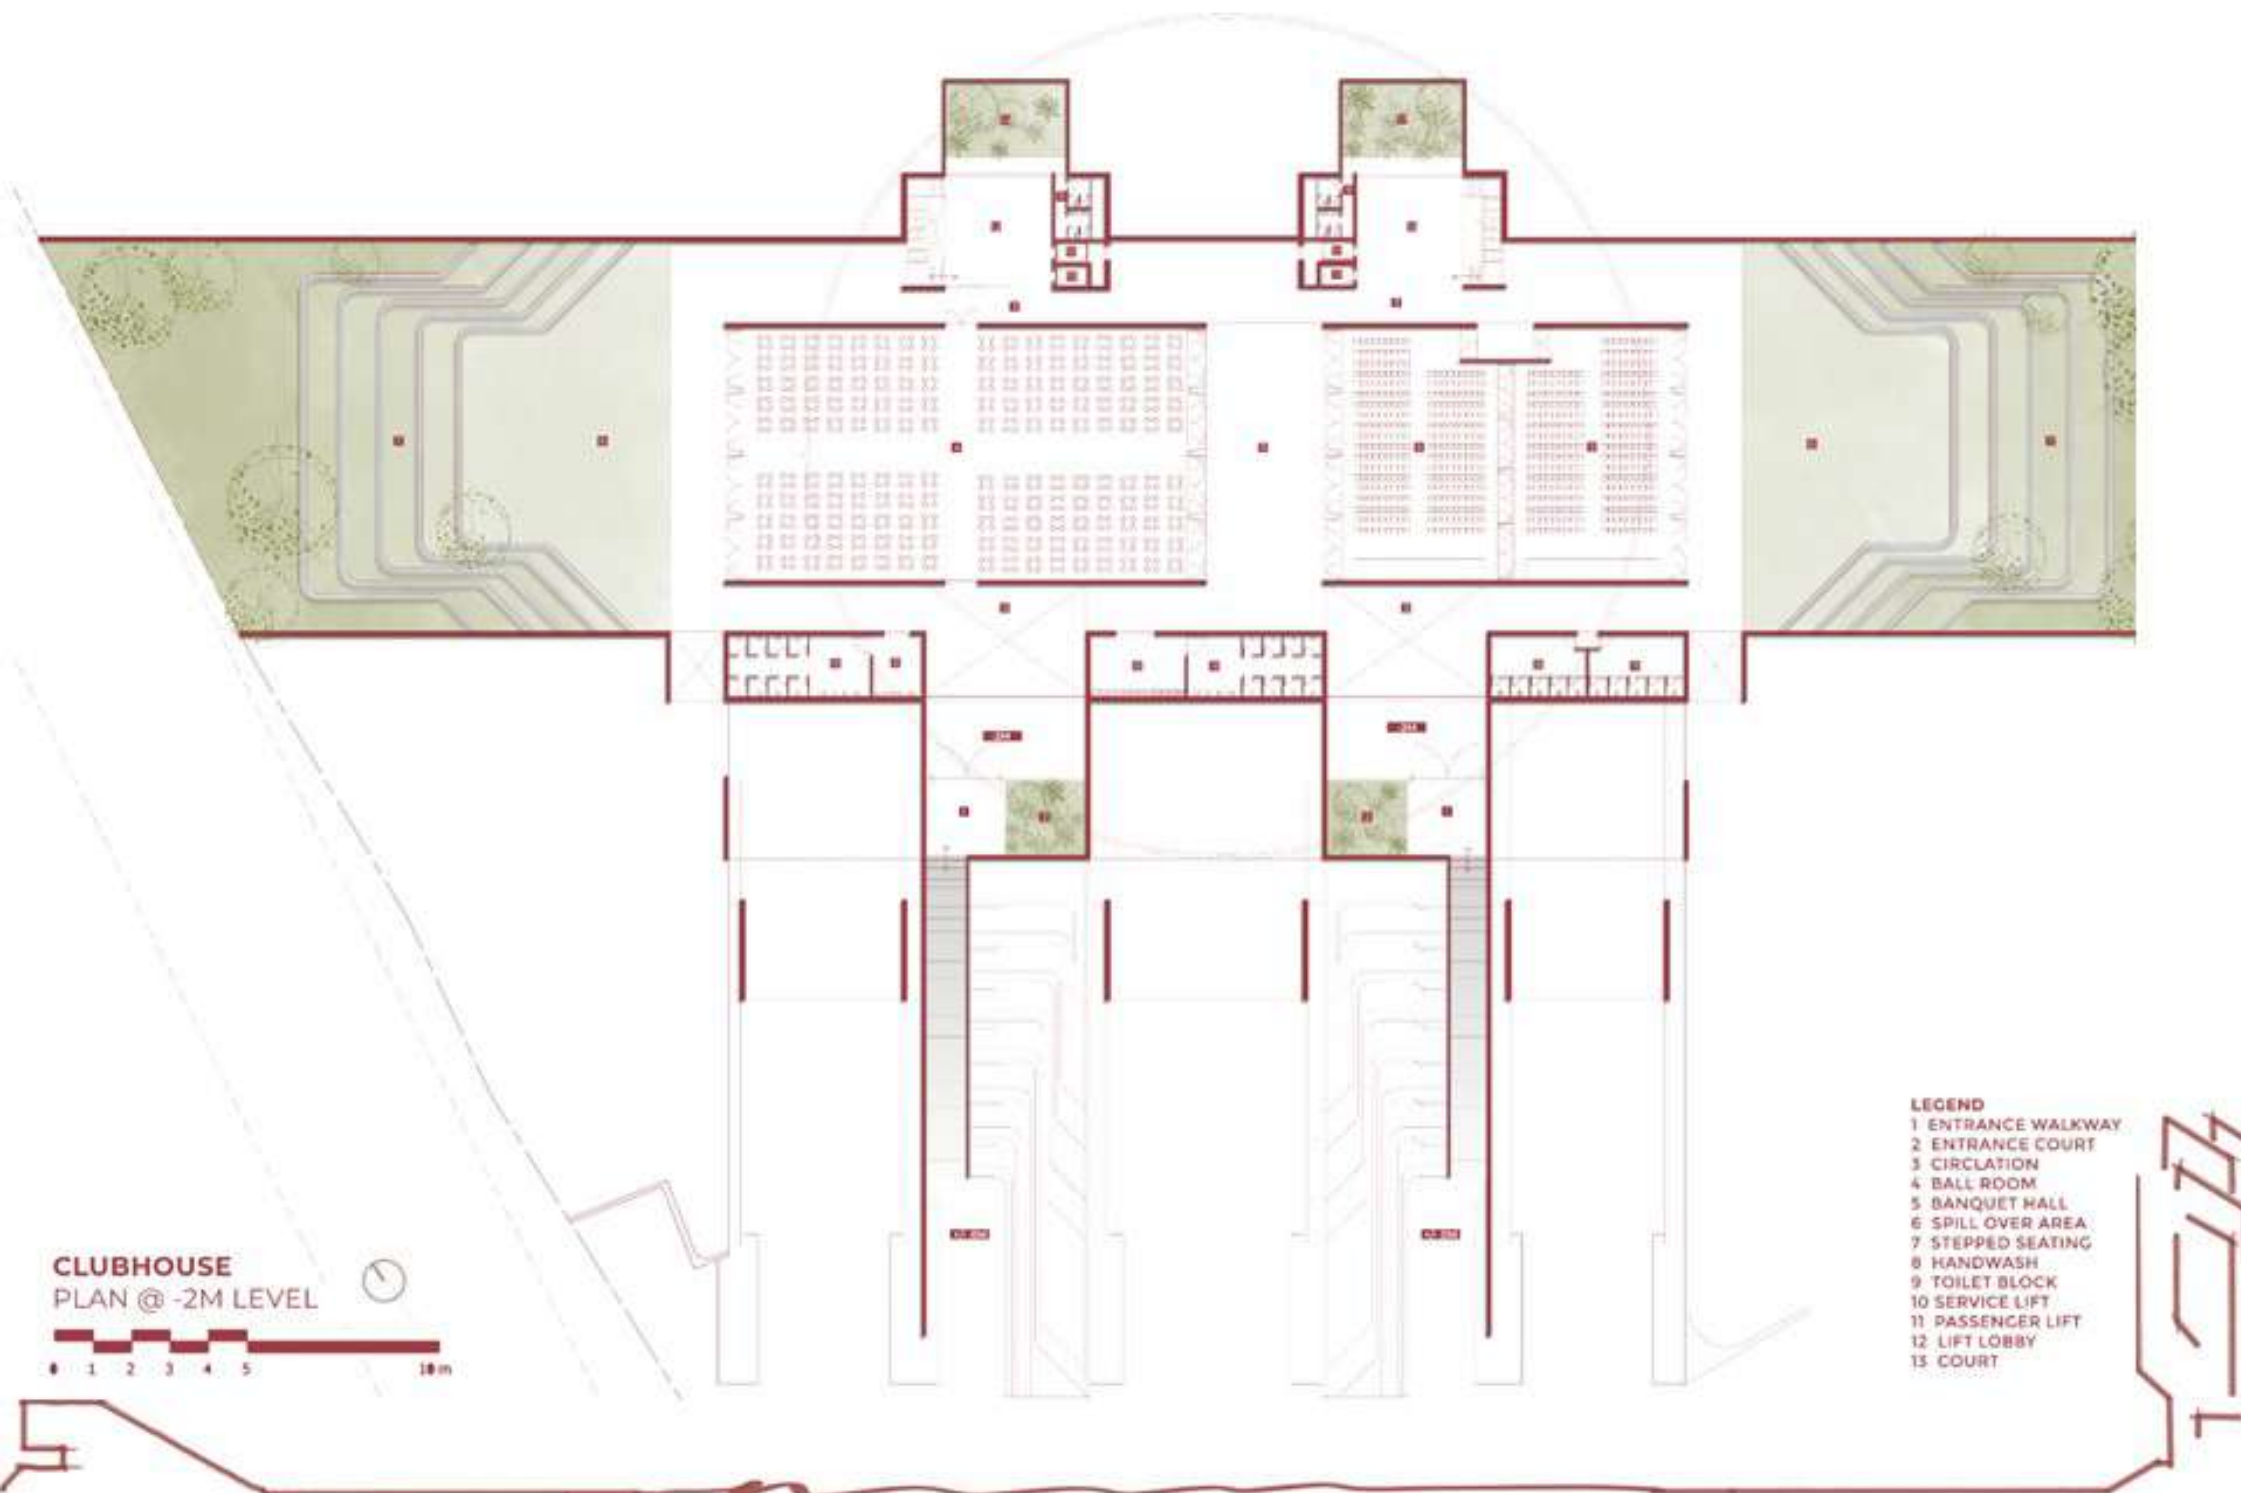 CLUBHOUSE
PLAN @ -2M LEVEL
0 1 2 3 4 5 10 m
LEGEND
1 ENTRANCE WALKWAY
2 ENTRANCE COURT
3 CIRCLATION
4 BALL ROOM
5 BANQUET HALL
6 SPILL OVER AREA
7 STEPPED SEATING
8 HANDWASH
9 TOILET BLOCK
10 SERVICE LIFT
11 PASSENGER LIFT
12 LIFT LOBBY
13 COURT